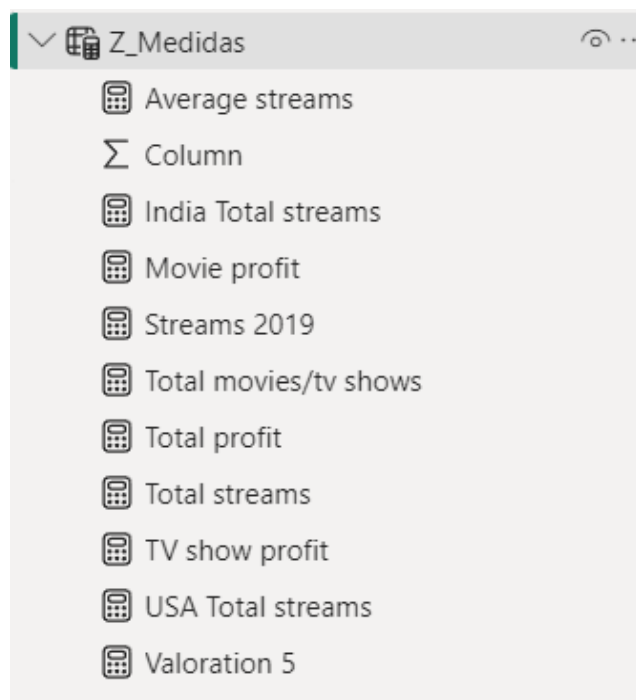 Z_Medidas
Average streams
Column
India Total streams
Movie profit
Streams 2019
Total movies/tv shows
Total profit
Total streams
TV show profit
USA Total streams
Valoration 5